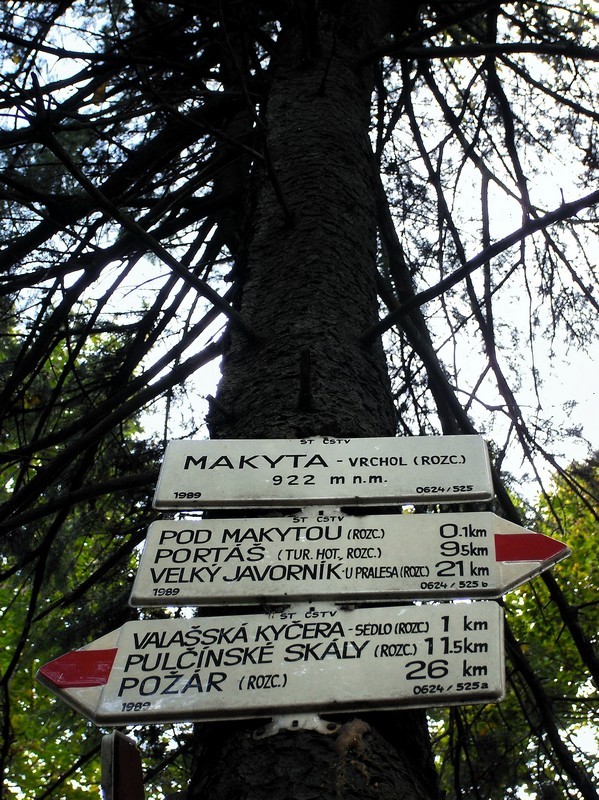 ST ČSTV
MAKYTA - VRCHOL (ROZC.)
922 m n.m.
1989 0624/525
ST ČSTV
POD MAKYTOU (ROZC.) 0.1km
PORTÁŠ (TUR. HOT., ROZC.) 9.5km
VELKÝ JAVORNÍK - U PRALESA (ROZC) 21 km
1989 0624/525 b
ST ČSTV
VALAŠSKÁ KYČERA - SEDLO (ROZC) 1 km
PULČÍNSKÉ SKÁLY (ROZC.) 11.5km
POŽÁR (ROZC.) 26 km
1989 0624/525a